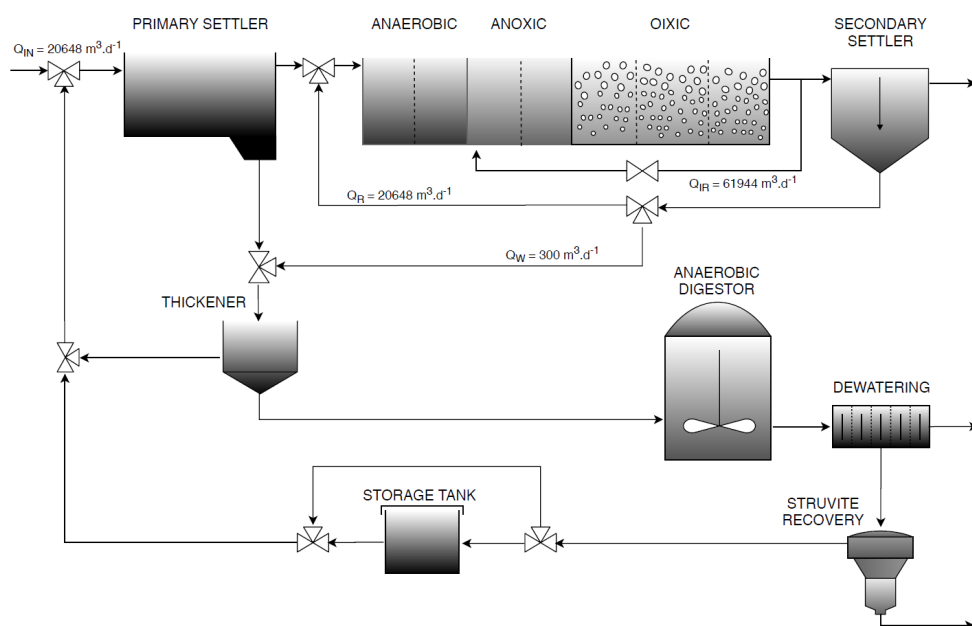 PRIMARY SETTLER
ANAEROBIC
ANOXIC
OIXIC
SECONDARY
SETTLER
Q_IN = 20648 m³.d⁻¹
Q_IR = 61944 m³.d⁻¹
Q_R = 20648 m³.d⁻¹
Q_W = 300 m³.d⁻¹
THICKENER
ANAEROBIC
DIGESTOR
DEWATERING
STORAGE TANK
STRUVITE
RECOVERY